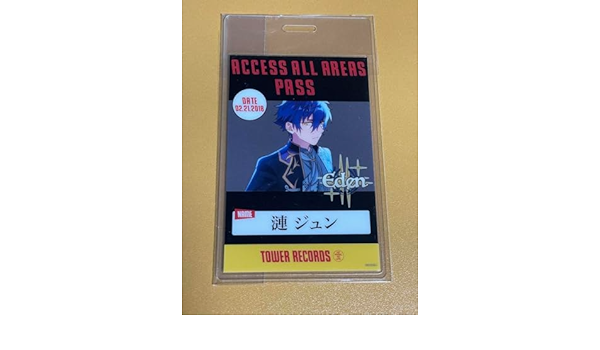 ACCESS ALL AREAS
PASS
DATE
02.21.2018
Eden
NAME
漣 ジュン
TOWER RECORDS